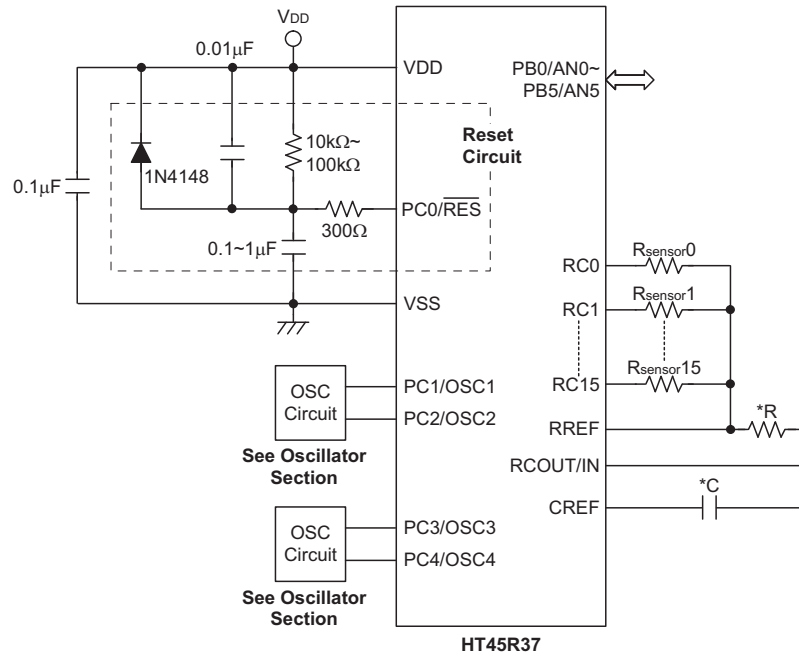 VDD
0.01μF
VDD
PB0/AN0~
PB5/AN5
Reset
Circuit
10kΩ~
100kΩ
1N4148
0.1μF
PC0/RES
300Ω
0.1~1μF
VSS
RC0
Rsensor0
RC1
Rsensor1
RC15
Rsensor15
RREF
*R
RCOUT/IN
CREF
*C
OSC
Circuit
PC1/OSC1
PC2/OSC2
See Oscillator
Section
OSC
Circuit
PC3/OSC3
PC4/OSC4
See Oscillator
Section
HT45R37